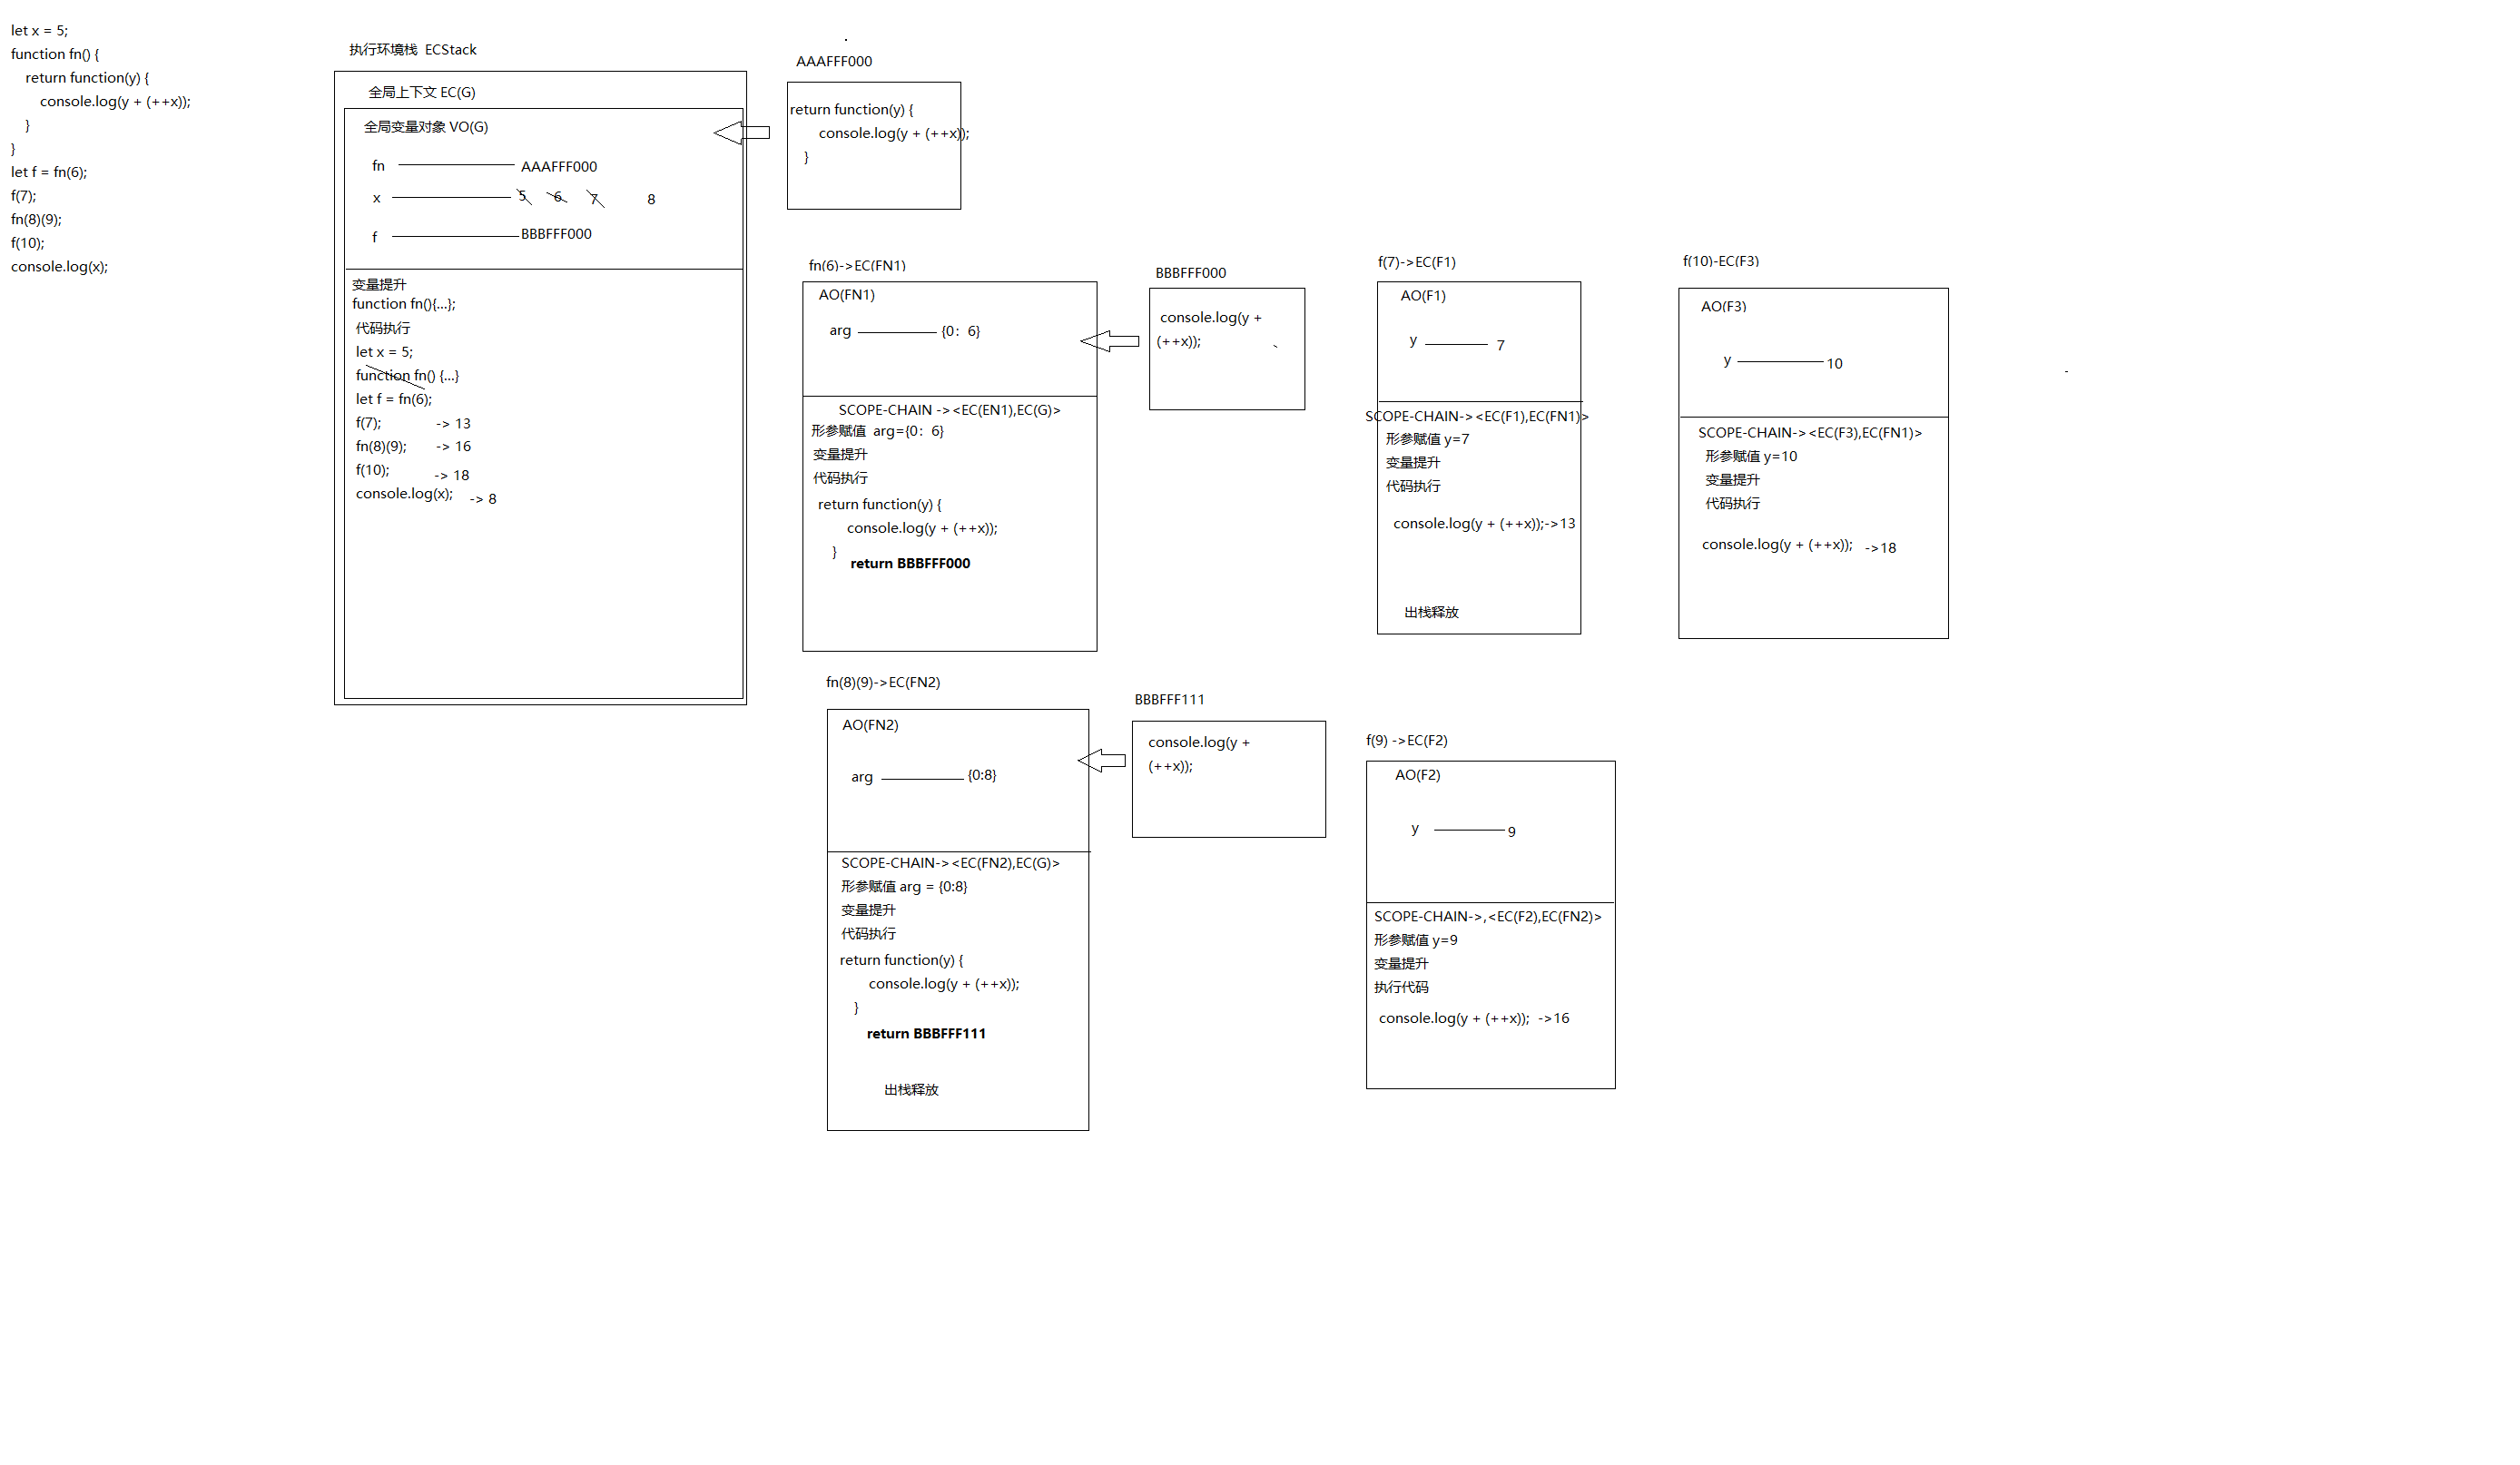 let x = 5;
function fn() {
return function(y) {
console.log(y + (++x));
}
}
let f = fn(6);
f(7);
fn(8)(9);
f(10);
console.log(x);
执行环境栈 ECStack
全局上下文 EC(G)
全局变量对象 VO(G)
fn AAAFFF000
x 5 6 7 8
f BBBFFF000
变量提升
function fn(){...};
代码执行
let x = 5;
function fn() {...}
let f = fn(6);
f(7); -> 13
fn(8)(9); -> 16
f(10); -> 18
console.log(x); -> 8
AAAFFF000
return function(y) {
console.log(y + (++x));
}
fn(6)->EC(FN1)
AO(FN1)
arg {0：6}
SCOPE-CHAIN -><EC(EN1),EC(G)>
形参赋值 arg={0：6}
变量提升
代码执行
return function(y) {
console.log(y + (++x));
}
return BBBFFF000
BBBFFF000
console.log(y +
(++x));
f(7)->EC(F1)
AO(F1)
y 7
SCOPE-CHAIN-><EC(F1),EC(FN1)>
形参赋值 y=7
变量提升
代码执行
console.log(y + (++x));->13
出栈释放
f(10)-EC(F3)
AO(F3)
y 10
SCOPE-CHAIN-><EC(F3),EC(FN1)>
形参赋值 y=10
变量提升
代码执行
console.log(y + (++x)); ->18
fn(8)(9)->EC(FN2)
AO(FN2)
arg {0:8}
SCOPE-CHAIN-><EC(FN2),EC(G)>
形参赋值 arg = {0:8}
变量提升
代码执行
return function(y) {
console.log(y + (++x));
}
return BBBFFF111
出栈释放
BBBFFF111
console.log(y +
(++x));
f(9) ->EC(F2)
AO(F2)
y 9
SCOPE-CHAIN->,<EC(F2),EC(FN2)>
形参赋值 y=9
变量提升
执行代码
console.log(y + (++x)); ->16